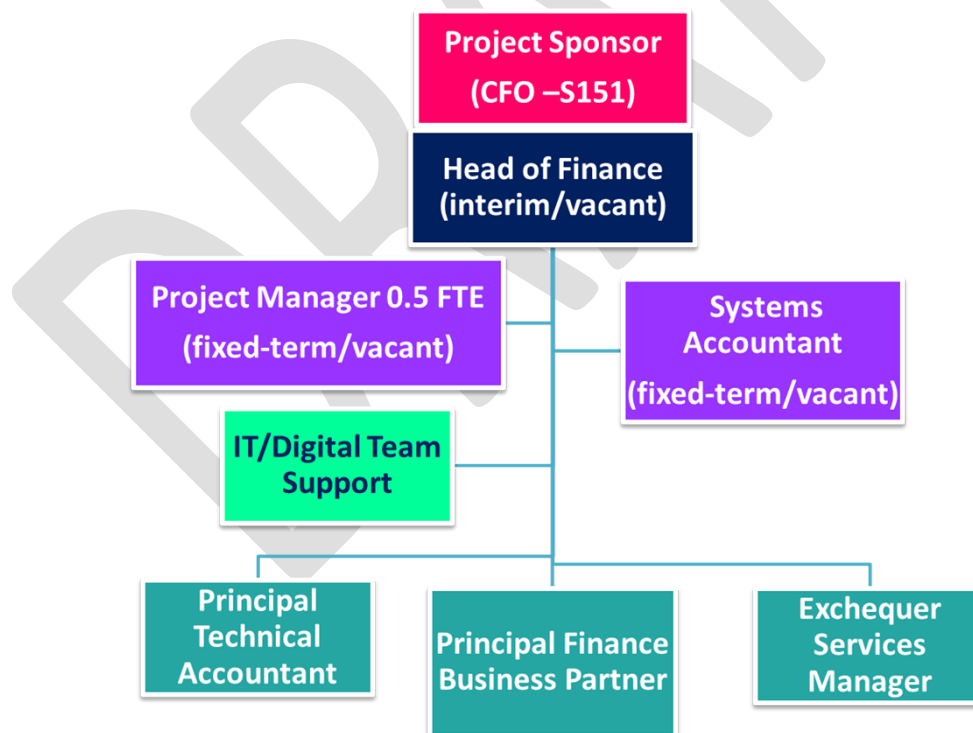 Project Sponsor
(CFO –S151)
Head of Finance
(interim/vacant)
Project Manager 0.5 FTE
(fixed-term/vacant)
Systems
Accountant
(fixed-term/vacant)
IT/Digital Team
Support
Principal
Technical
Accountant
Principal Finance
Business Partner
Exchequer
Services
Manager